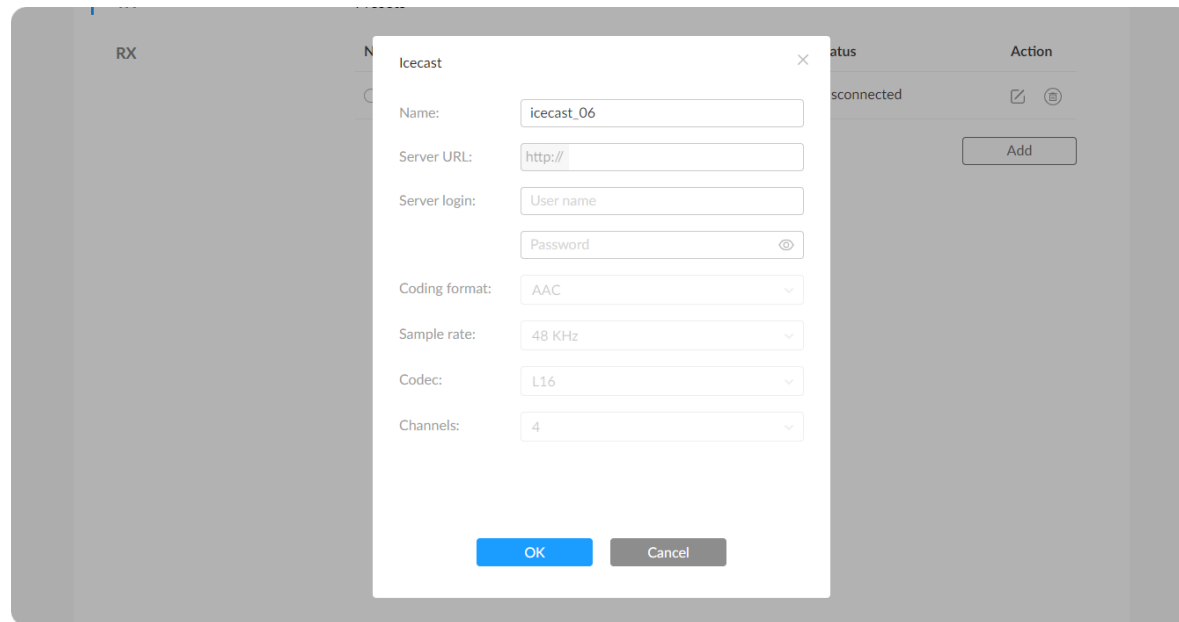 RX
N
atus
Action
Icecast
sconnected
Name:
icecast_06
Server URL:
http://
Add
Server login:
User name
Password
Coding format:
AAC
Sample rate:
48 KHz
Codec:
L16
Channels:
4
OK
Cancel